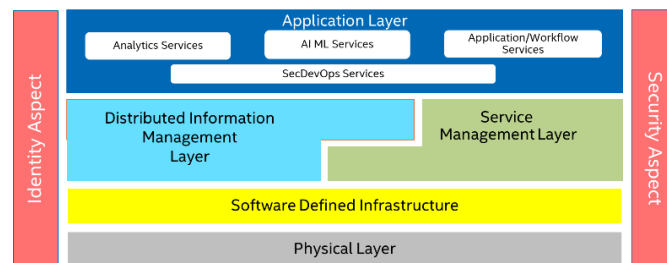 Application Layer
Analytics Services
AI ML Services
Application/Workflow
Services
SecDevOps Services
Identity Aspect
Distributed Information
Management
Layer
Service
Management Layer
Security Aspect
Software Defined Infrastructure
Physical Layer